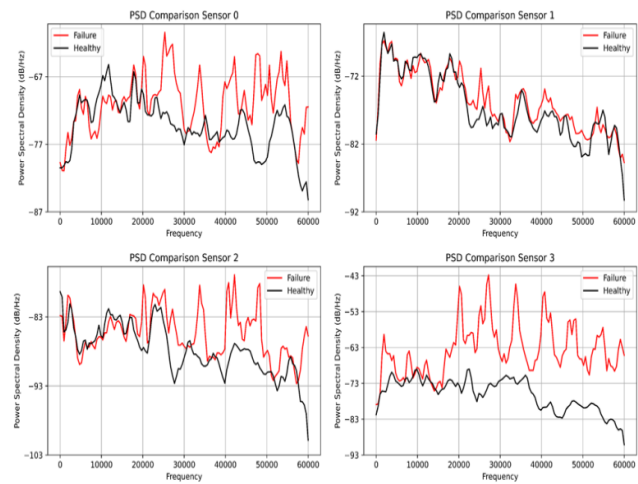 PSD Comparison Sensor 0
Failure
Healthy
−67
−77
−87
Power Spectral Density (dB/Hz)
0 10000 20000 30000 40000 50000 60000
Frequency
PSD Comparison Sensor 1
Failure
Healthy
−72
−82
−92
Power Spectral Density (dB/Hz)
0 10000 20000 30000 40000 50000 60000
Frequency
PSD Comparison Sensor 2
Failure
Healthy
−83
−93
−103
Power Spectral Density (dB/Hz)
0 10000 20000 30000 40000 50000 60000
Frequency
PSD Comparison Sensor 3
Failure
Healthy
−43
−53
−63
−73
−83
−93
Power Spectral Density (dB/Hz)
0 10000 20000 30000 40000 50000 60000
Frequency